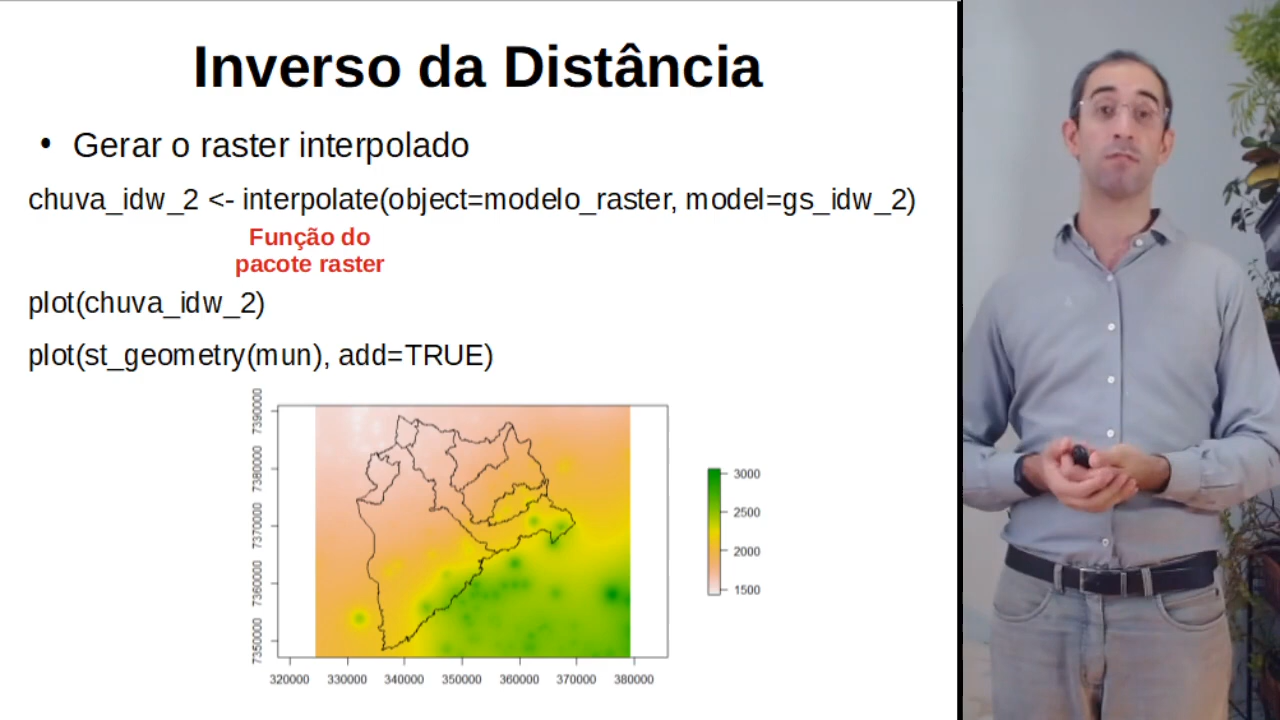 Inverso da Distância
• Gerar o raster interpolado
chuva_idw_2 <- interpolate(object=modelo_raster, model=gs_idw_2)
Função do
pacote raster
plot(chuva_idw_2)
plot(st_geometry(mun), add=TRUE)
7390000
7380000
7370000
7360000
7350000
320000 330000 340000 350000 360000 370000 380000
3000
2500
2000
1500